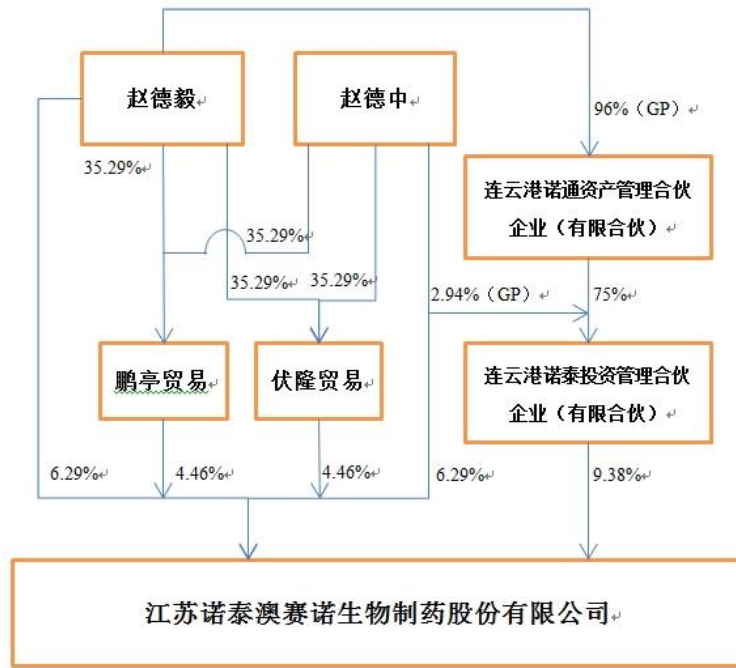 赵德毅
赵德中
96%（GP）
35.29%
连云港诺通资产管理合伙
企业（有限合伙）
35.29%
35.29%
35.29%
2.94%（GP）
75%
鹏亭贸易
伏隆贸易
连云港诺泰投资管理合伙
企业（有限合伙）
6.29%
4.46%
4.46%
6.29%
9.38%
江苏诺泰澳赛诺生物制药股份有限公司